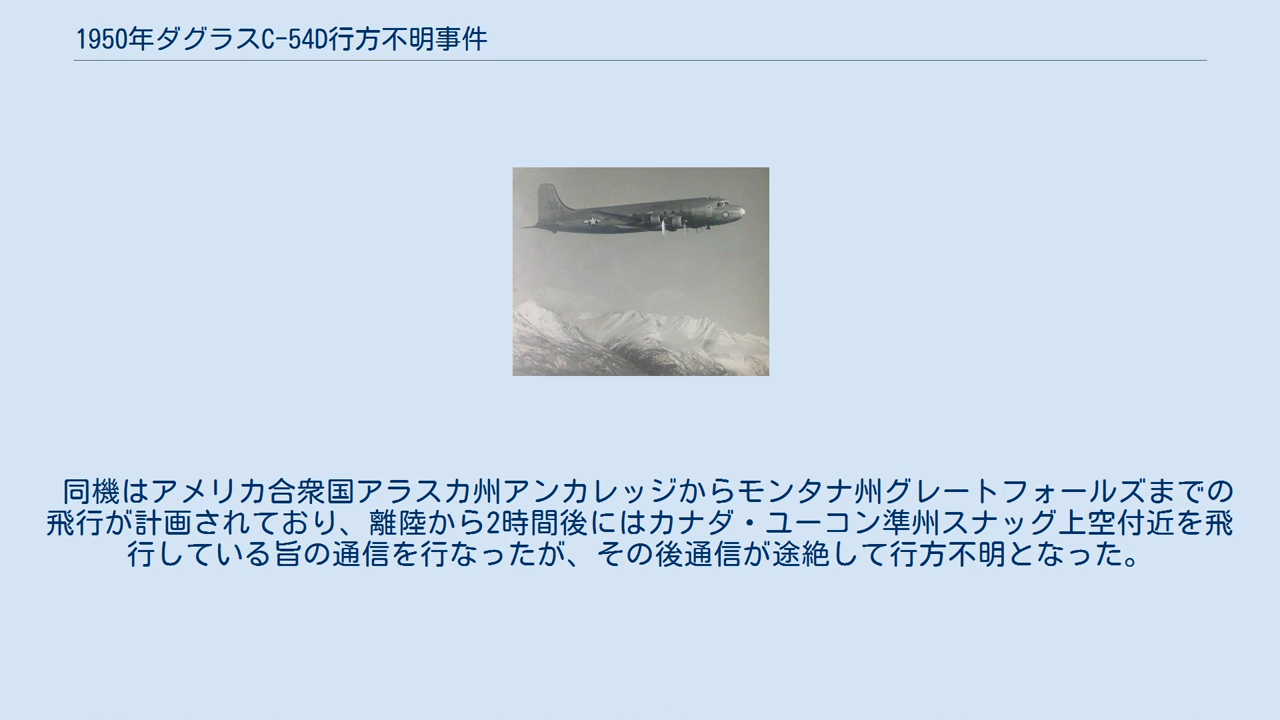 1950年ダグラスC-54D行方不明事件
同機はアメリカ合衆国アラスカ州アンカレッジからモンタナ州グレートフォールズまでの
飛行が計画されており、離陸から2時間後にはカナダ・ユーコン準州スナッグ上空付近を飛
行している旨の通信を行なったが、その後通信が途絶して行方不明となった。